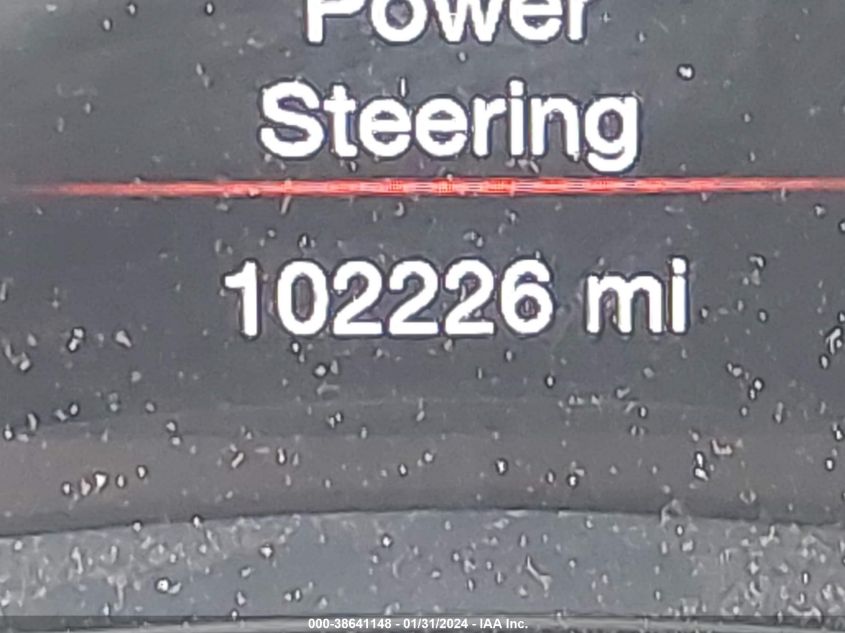 Power
Steering
102226 mi
000-38641148 - 01/31/2024 - IAA Inc.